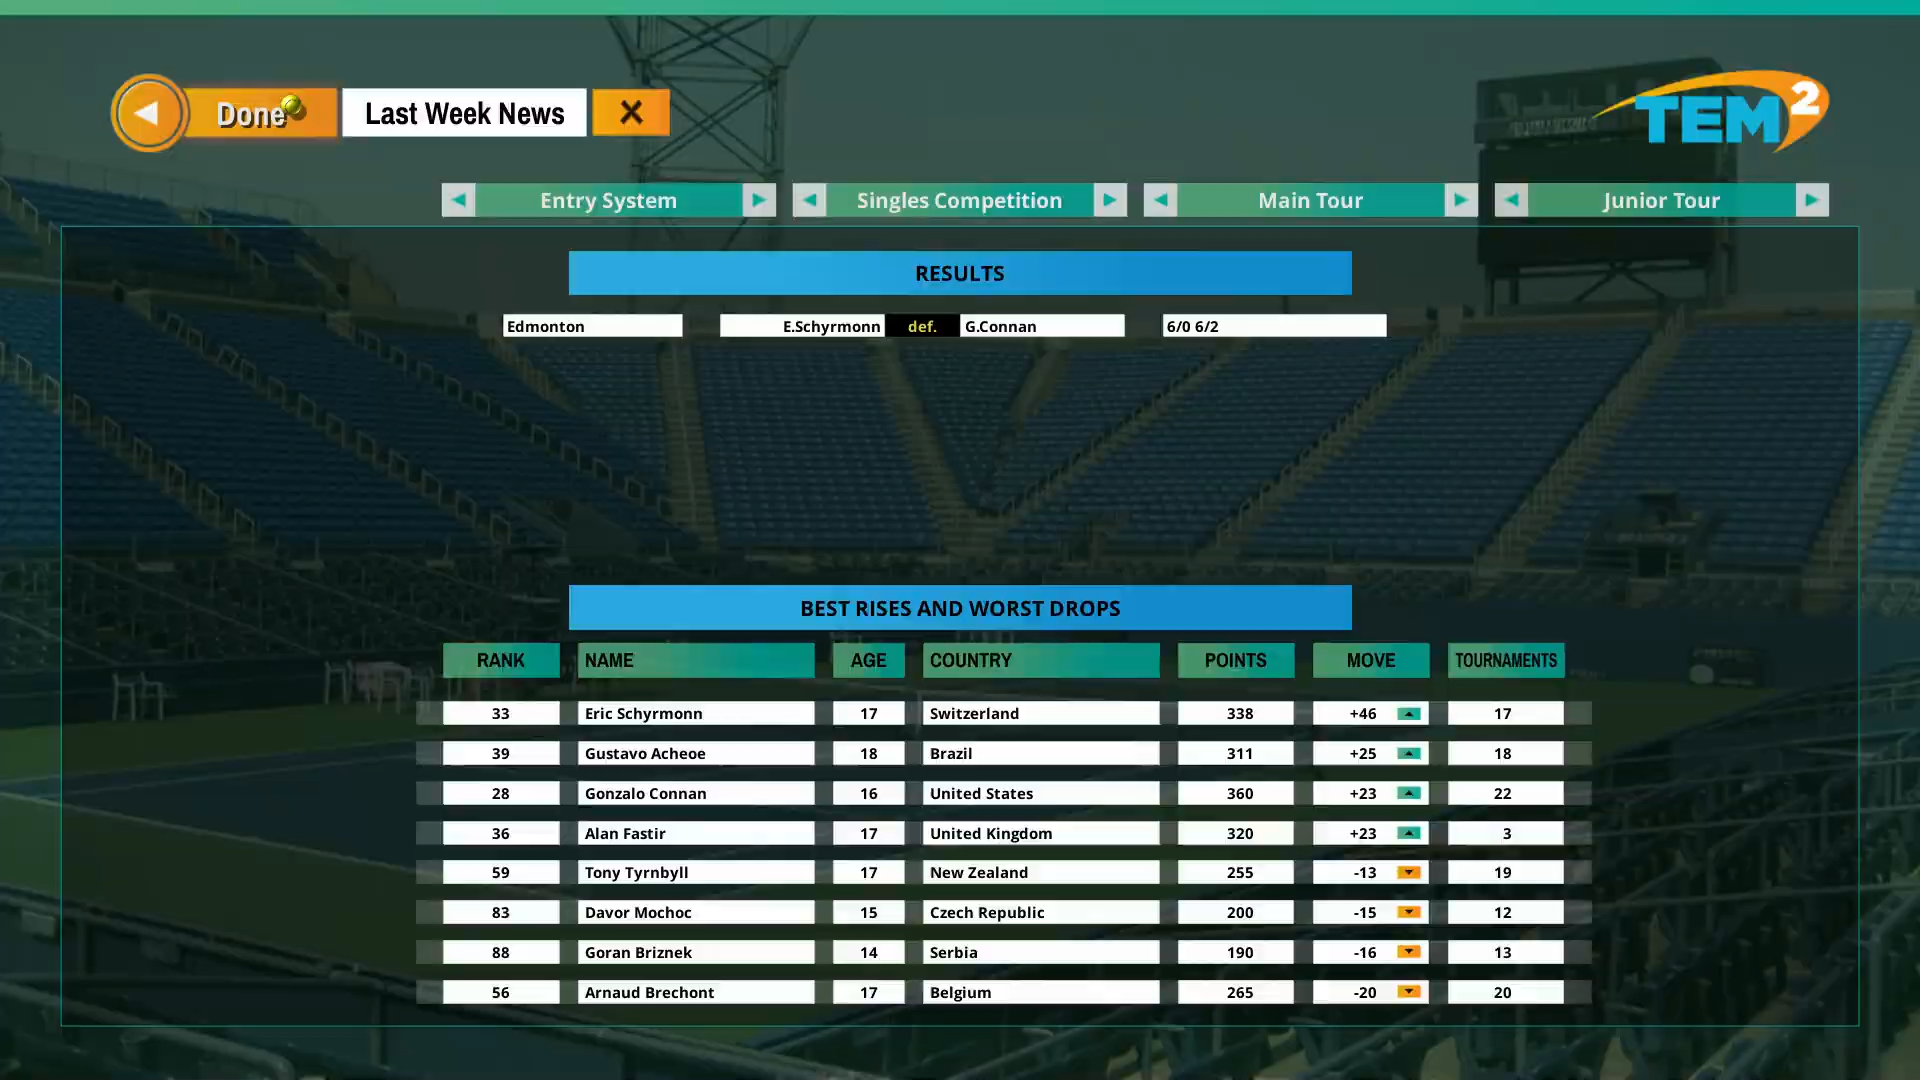 Done
Last Week News
TEM2
Entry System
Singles Competition
Main Tour
Junior Tour
RESULTS
Edmonton E.Schyrmonn def. G.Connan 6/0 6/2
BEST RISES AND WORST DROPS
RANK NAME AGE COUNTRY POINTS MOVE TOURNAMENTS
33 Eric Schyrmonn 17 Switzerland 338 +46 17
39 Gustavo Acheoe 18 Brazil 311 +25 18
28 Gonzalo Connan 16 United States 360 +23 22
36 Alan Fastir 17 United Kingdom 320 +23 3
59 Tony Tyrnbyll 17 New Zealand 255 -13 19
83 Davor Mochoc 15 Czech Republic 200 -15 12
88 Goran Briznek 14 Serbia 190 -16 13
56 Arnaud Brechont 17 Belgium 265 -20 20